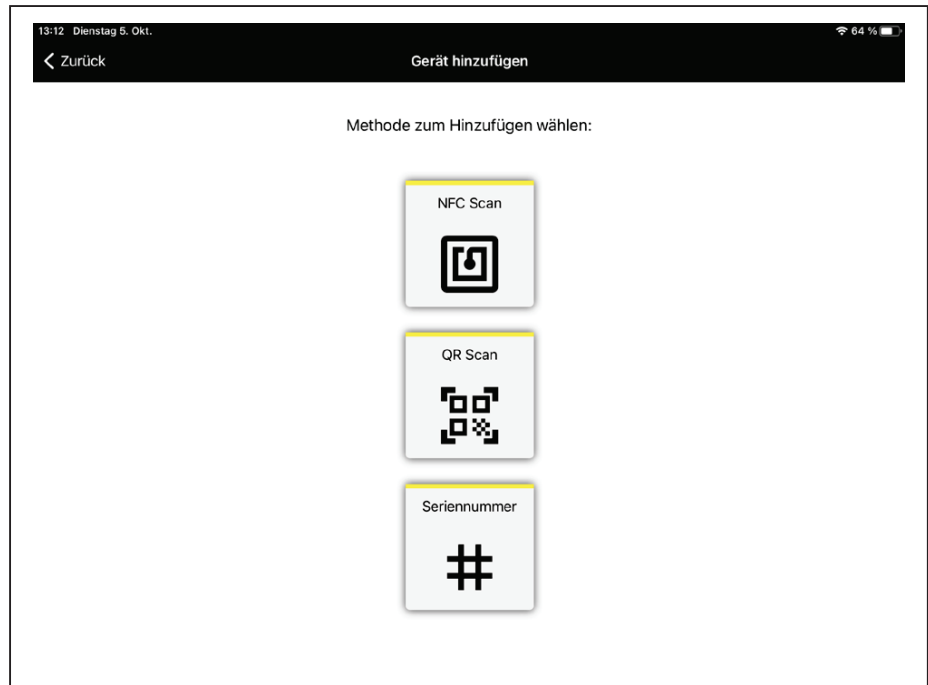 13:12 Dienstag 5. Okt.
64 %
Zurück
Gerät hinzufügen
Methode zum Hinzufügen wählen:
NFC Scan
QR Scan
Seriennummer